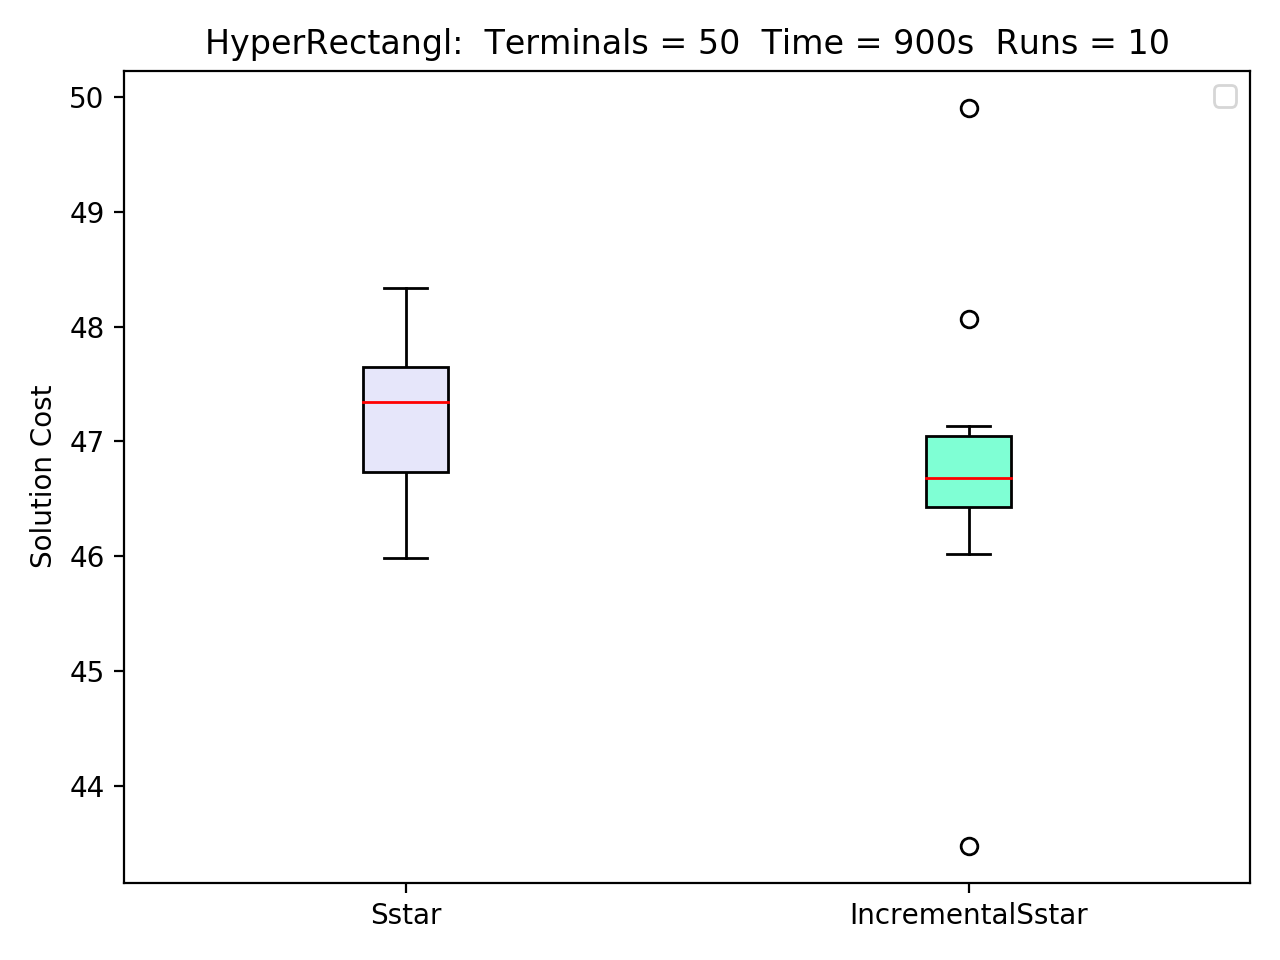 HyperRectangl:  Terminals = 50  Time = 900s  Runs = 10
50
49
48
47
46
45
44
Solution Cost
Sstar
IncrementalSstar